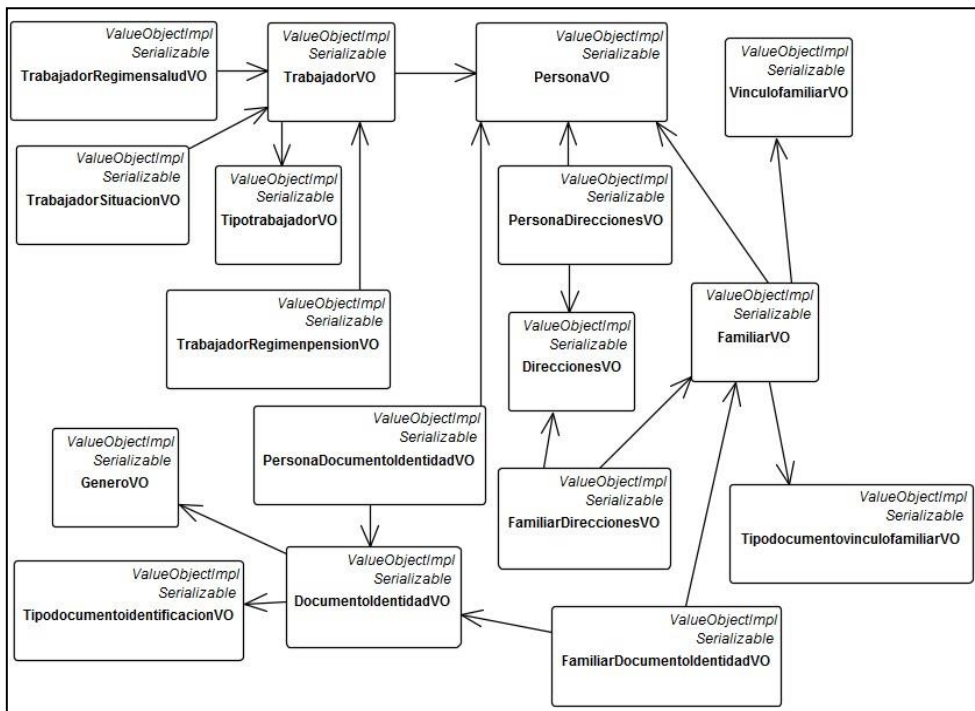 ValueObjectImpl
Serializable
TrabajadorRegimensaludVO
ValueObjectImpl
Serializable
TrabajadorVO
ValueObjectImpl
Serializable
PersonaVO
ValueObjectImpl
Serializable
VinculofamiliarVO
ValueObjectImpl
Serializable
TrabajadorSituacionVO
ValueObjectImpl
Serializable
TipotrabajadorVO
ValueObjectImpl
Serializable
PersonaDireccionesVO
ValueObjectImpl
Serializable
TrabajadorRegimenpensionVO
ValueObjectImpl
Serializable
DireccionesVO
ValueObjectImpl
Serializable
FamiliarVO
ValueObjectImpl
Serializable
PersonaDocumentoIdentidadVO
ValueObjectImpl
Serializable
GeneroVO
ValueObjectImpl
Serializable
FamiliarDireccionesVO
ValueObjectImpl
Serializable
TipodocumentovinculofamiliarVO
ValueObjectImpl
Serializable
TipodocumentoidentificacionVO
ValueObjectImpl
Serializable
DocumentoIdentidadVO
ValueObjectImpl
Serializable
FamiliarDocumentoIdentidadVO